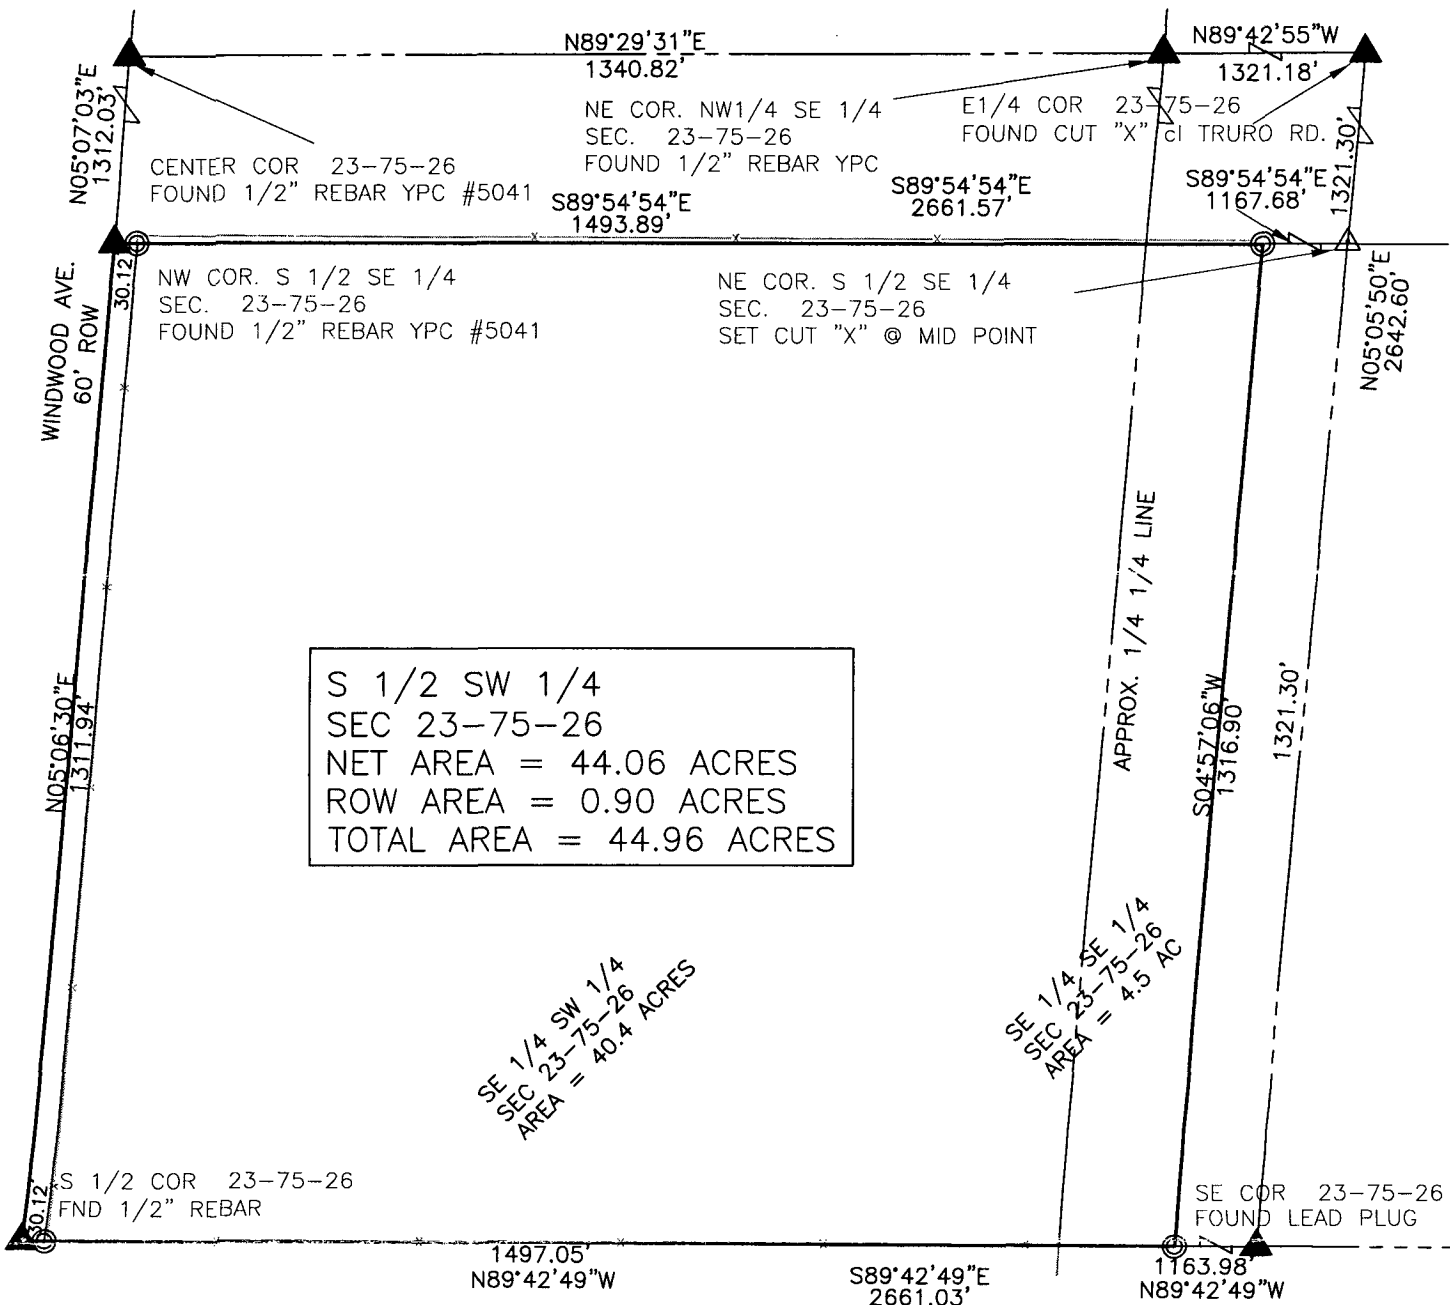 N89°29'31"E
1340.82'
N89°42'55"W
1321.18'
N05°07'03"E
1312.03'
NE COR. NW1/4 SE 1/4
SEC. 23-75-26
FOUND 1/2" REBAR YPC
E1/4 COR 23-75-26
FOUND CUT "X" cl TRURO RD.
CENTER COR 23-75-26
FOUND 1/2" REBAR YPC #5041
S89°54'54"E
1493.89'
S89°54'54"E
2661.57'
S89°54'54"E
1167.68'
1321.30'
30.12'
NW COR. S 1/2 SE 1/4
SEC. 23-75-26
FOUND 1/2" REBAR YPC #5041
NE COR. S 1/2 SE 1/4
SEC. 23-75-26
SET CUT "X" @ MID POINT
WINDWOOD AVE.
60' ROW
N05°05'50"E
2642.60'
APPROX. 1/4 1/4 LINE
N05°06'30"E
1311.94'
S 1/2 SW 1/4
SEC 23-75-26
NET AREA = 44.06 ACRES
ROW AREA = 0.90 ACRES
TOTAL AREA = 44.96 ACRES
S04°57'06"W
1316.90'
1321.30'
SE 1/4 SW 1/4
SEC 23-75-26
AREA = 40.4 ACRES
SE 1/4 SE 1/4
SEC 23-75-26
AREA = 4.5 AC
S 1/2 COR 23-75-26
FND 1/2" REBAR
30.12'
SE COR 23-75-26
FOUND LEAD PLUG
1497.05'
N89°42'49"W
S89°42'49"E
2661.03'
1163.98'
N89°42'49"W